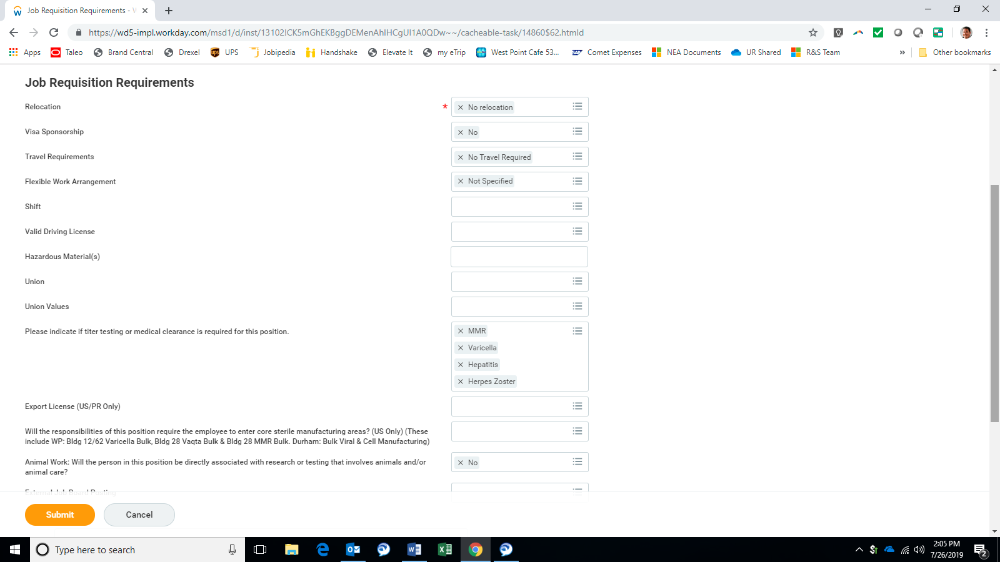 Job Requisition Requirements - W
https://wd5-impl.workday.com/msd1/d/inst/13102!CK5mGhEKBggDEMenAhIHCgUI1A0QDw~~/cacheable-task/14860$62.htmld
Apps Taleo Brand Central Drexel UPS Jobipedia Handshake Elevate It my eTrip West Point Cafe 53... Comet Expenses NEA Documents UR Shared R&S Team » Other bookmarks
Job Requisition Requirements
Relocation * No relocation
Visa Sponsorship No
Travel Requirements No Travel Required
Flexible Work Arrangement Not Specified
Shift
Valid Driving License
Hazardous Material(s)
Union
Union Values
Please indicate if titer testing or medical clearance is required for this position. MMR
Varicella
Hepatitis
Herpes Zoster
Export License (US/PR Only)
Will the responsibilities of this position require the employee to enter core sterile manufacturing areas? (US Only) (These
include WP: Bldg 12/62 Varicella Bulk, Bldg 28 Vaqta Bulk & Bldg 28 MMR Bulk. Durham: Bulk Viral & Cell Manufacturing)
Animal Work: Will the person in this position be directly associated with research or testing that involves animals and/or No
animal care?
External Job Board Posting
Submit Cancel
Type here to search
2:05 PM
7/26/2019
2